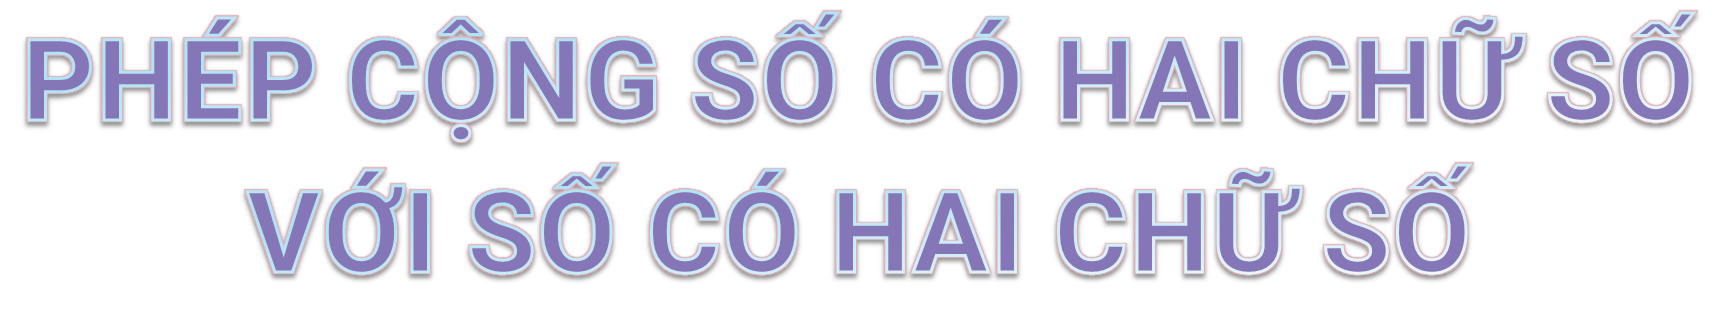 PHÉP CỘNG SỐ CÓ HAI CHỮ SỐ
VỚI SỐ CÓ HAI CHỮ SỐ